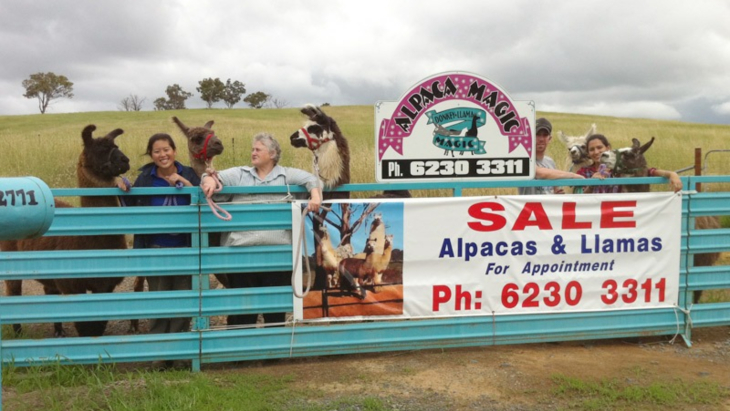 ALPACA MAGIC
DONKEY-LLAMA
MAGIC
Ph. 6230 3311
2771
SALE
Alpacas & Llamas
For Appointment
Ph: 6230 3311